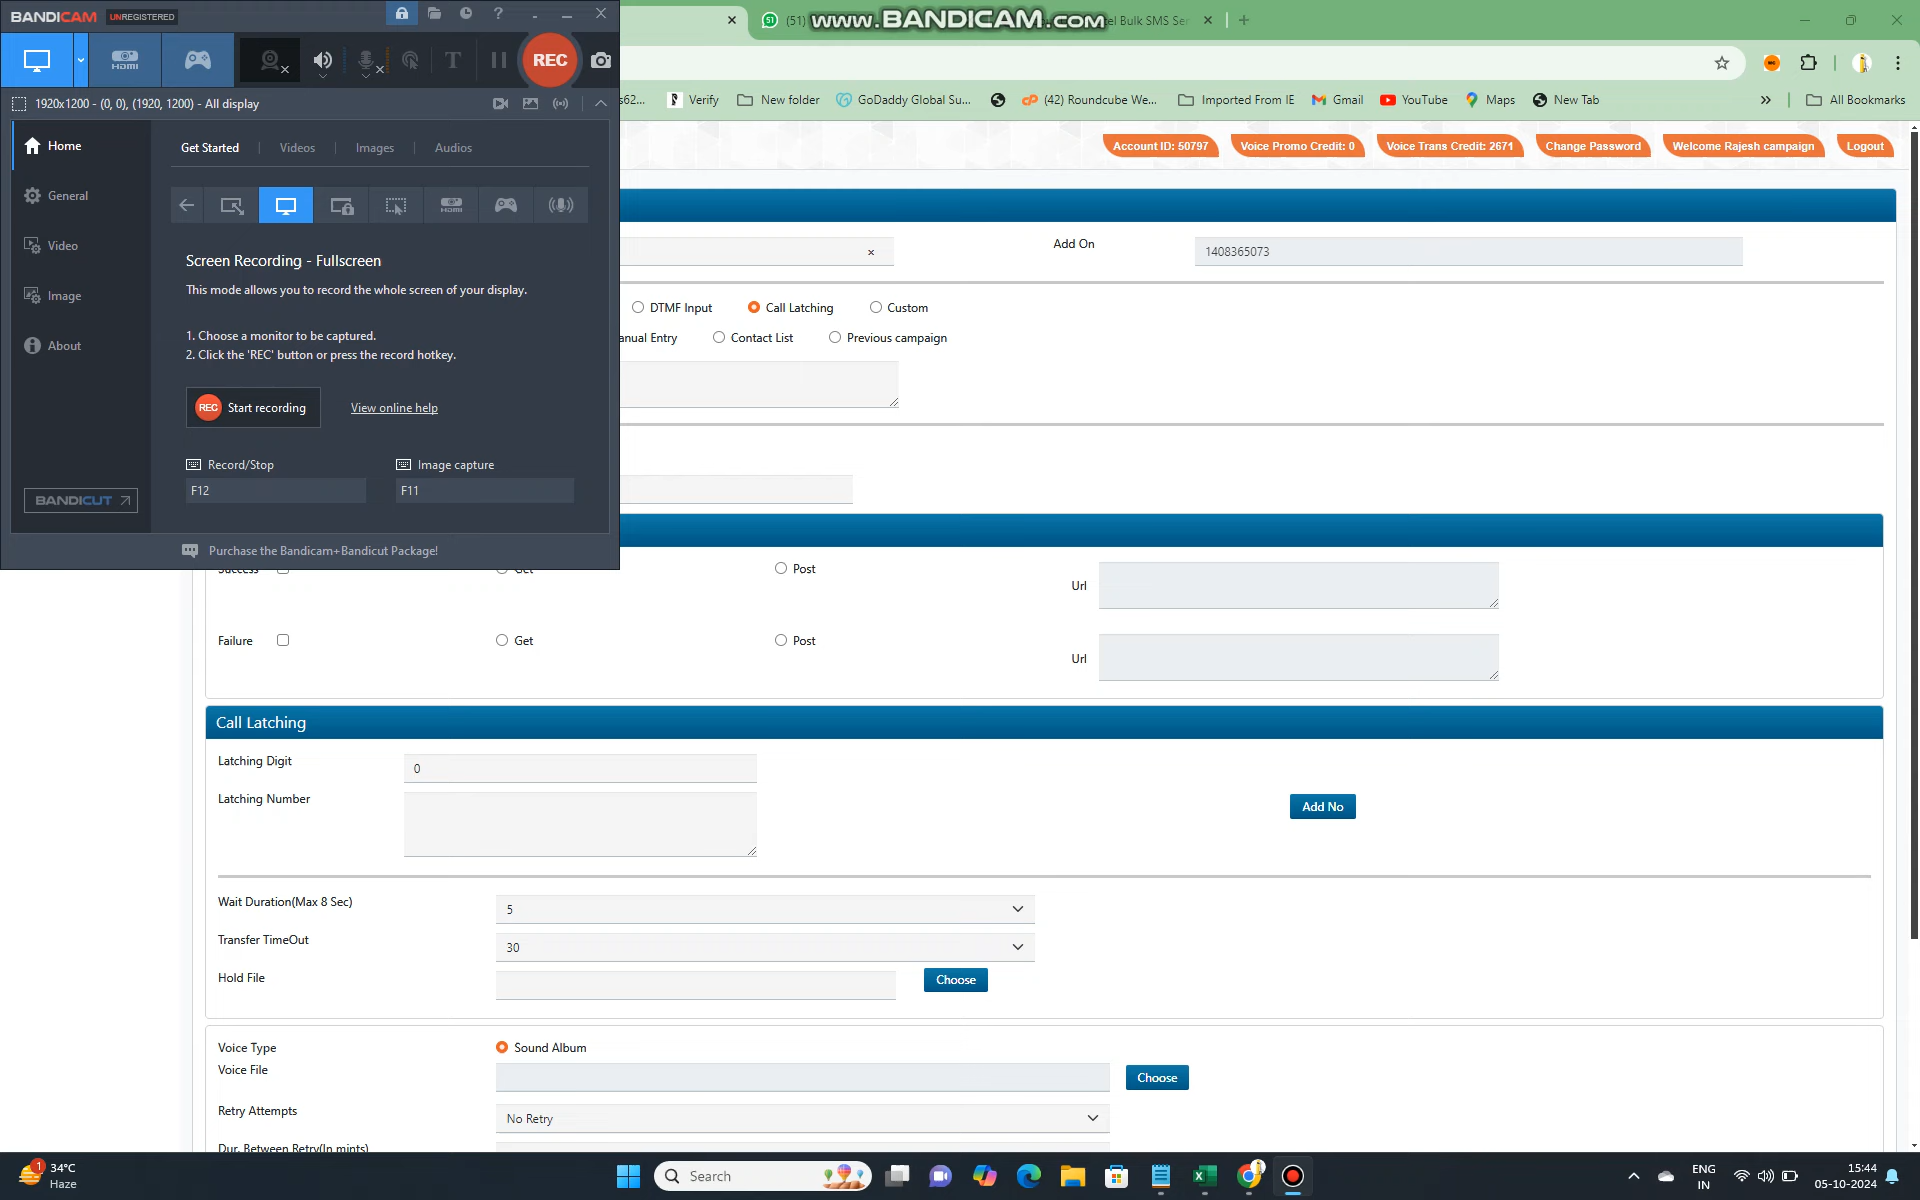 BANDICAM UNREGISTERED
(51)
www.BANDICAM.com
tel Bulk SMS Ser
HDMI
REC
1920x1200 - (0, 0), (1920, 1200) - All display
s62...
Verify
New folder
GoDaddy Global Su...
(42) Roundcube We...
Imported From IE
Gmail
YouTube
Maps
New Tab
All Bookmarks
Account ID: 50797
Voice Promo Credit: 0
Voice Trans Credit: 2671
Change Password
Welcome Rajesh campaign
Logout
Home
General
Video
Image
About
BANDICUT
Get Started
Videos
Images
Audios
Screen Recording - Fullscreen
This mode allows you to record the whole screen of your display.
1. Choose a monitor to be captured.
2. Click the 'REC' button or press the record hotkey.
REC Start recording
View online help
Record/Stop
F12
Image capture
F11
Purchase the Bandicam+Bandicut Package!
Add On
1408365073
DTMF Input
Call Latching
Custom
anual Entry
Contact List
Previous campaign
Success
Get
Post
Url
Failure
Get
Post
Url
Call Latching
Latching Digit
0
Latching Number
Add No
Wait Duration(Max 8 Sec)
5
Transfer TimeOut
30
Hold File
Choose
Voice Type
Sound Album
Voice File
Choose
Retry Attempts
No Retry
Dur. Between Retry(In mints)
1
34°C
Haze
Search
ENG
IN
15:44
05-10-2024